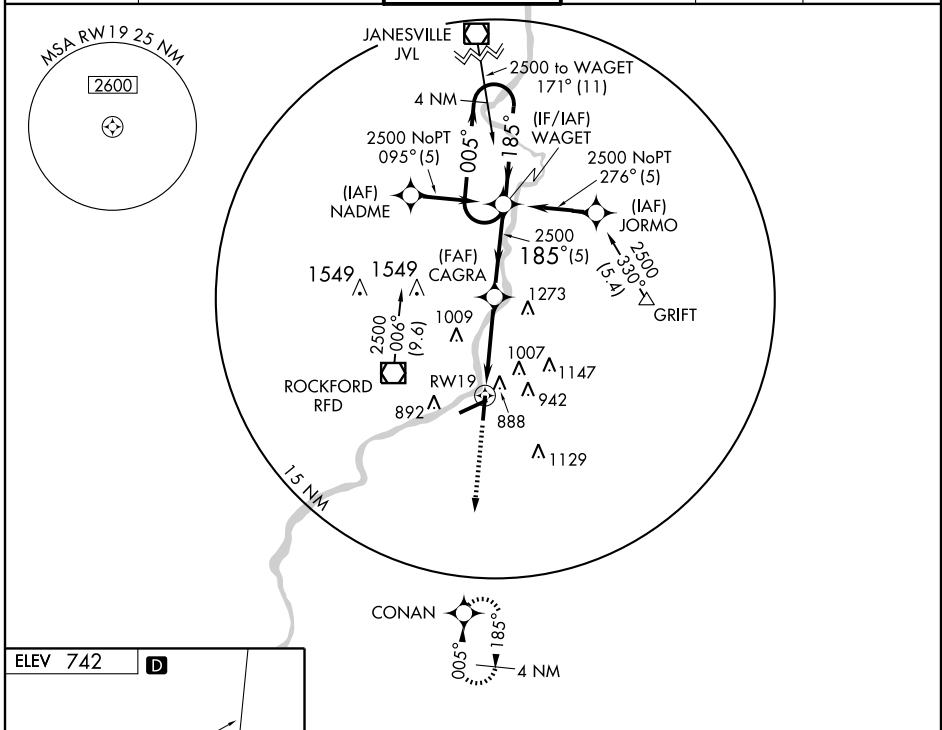 MSA RW19 25 NM
2600
JANESVILLE
JVL
2500 to WAGET
171° (11)
4 NM
005°
185°
(IF/IAF)
WAGET
2500 NoPT
095° (5)
2500 NoPT
276° (5)
(IAF)
NADME
(IAF)
JORMO
2500
185° (5)
2500
330°
(5.4)
GRIFT
(FAF)
CAGRA
1549
1549
1273
1009
2500
006°
(9.6)
ROCKFORD
RFD
RW19
1007
1147
942
892
888
1129
15 NM
CONAN
005°
185°
4 NM
ELEV 742
D